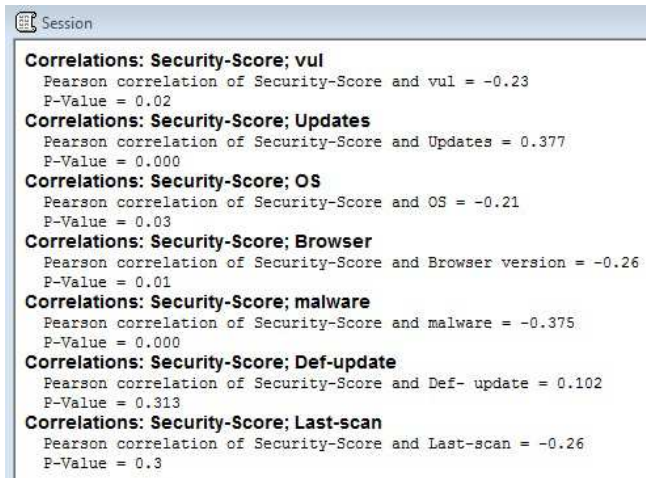 Session
Correlations: Security-Score; vul
Pearson correlation of Security-Score and vul = -0.23
P-Value = 0.02
Correlations: Security-Score; Updates
Pearson correlation of Security-Score and Updates = 0.377
P-Value = 0.000
Correlations: Security-Score; OS
Pearson correlation of Security-Score and OS = -0.21
P-Value = 0.03
Correlations: Security-Score; Browser
Pearson correlation of Security-Score and Browser version = -0.26
P-Value = 0.01
Correlations: Security-Score; malware
Pearson correlation of Security-Score and malware = -0.375
P-Value = 0.000
Correlations: Security-Score; Def-update
Pearson correlation of Security-Score and Def- update = 0.102
P-Value = 0.313
Correlations: Security-Score; Last-scan
Pearson correlation of Security-Score and Last-scan = -0.26
P-Value = 0.3